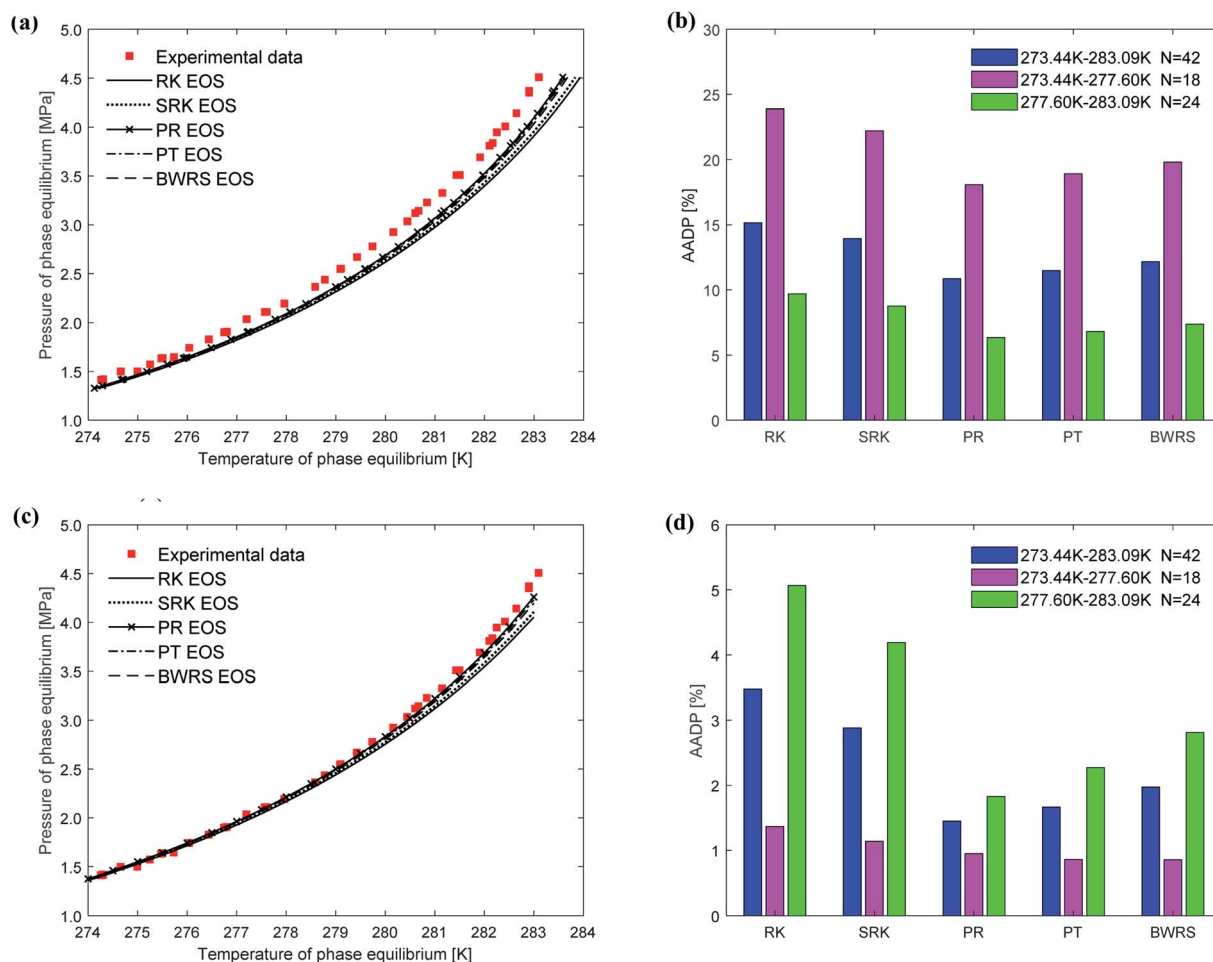 (a)
Pressure of phase equilibrium [MPa]
5.0
4.5
4.0
3.5
3.0
2.5
2.0
1.5
1.0
Experimental data
RK EOS
SRK EOS
PR EOS
PT EOS
BWRS EOS
274 275 276 277 278 279 280 281 282 283 284
Temperature of phase equilibrium [K]
(b)
AADP [%]
30
25
20
15
10
5
0
273.44K-283.09K N=42
273.44K-277.60K N=18
277.60K-283.09K N=24
RK SRK PR PT BWRS
(c)
Pressure of phase equilibrium [MPa]
5.0
4.5
4.0
3.5
3.0
2.5
2.0
1.5
1.0
Experimental data
RK EOS
SRK EOS
PR EOS
PT EOS
BWRS EOS
274 275 276 277 278 279 280 281 282 283 284
Temperature of phase equilibrium [K]
(d)
AADP [%]
6
5
4
3
2
1
0
273.44K-283.09K N=42
273.44K-277.60K N=18
277.60K-283.09K N=24
RK SRK PR PT BWRS